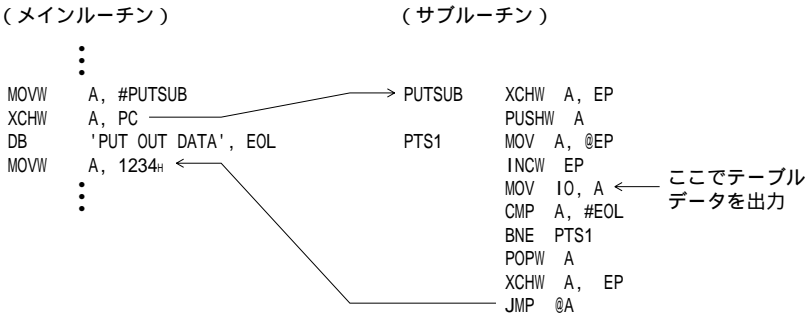 （メインルーチン）
MOVW A, #PUTSUB
XCHW A, PC
DB 'PUT OUT DATA', EOL
MOVW A, 1234H
（サブルーチン）
PUTSUB XCHW A, EP
PUSHW A
PTS1 MOV A, @EP
INCW EP
MOV IO, A
CMP A, #EOL
BNE PTS1
POPW A
XCHW A, EP
JMP @A
ここでテーブル
データを出力